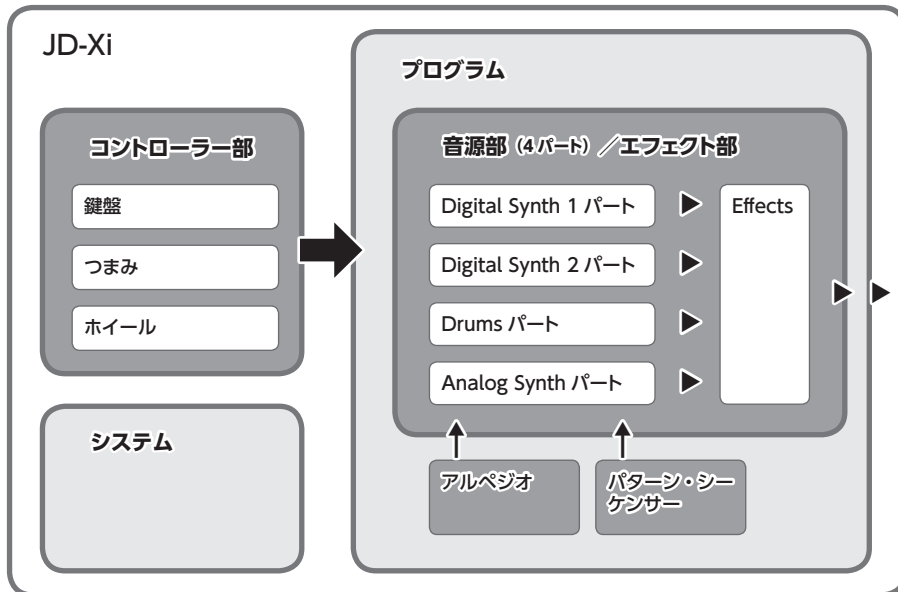 JD-Xi
コントローラー部
鍵盤
つまみ
ホイール
システム
プログラム
音源部（4パート）／エフェクト部
Digital Synth 1 パート
Digital Synth 2 パート
Drums パート
Analog Synth パート
Effects
アルペジオ
パターン・シー
ケンサー